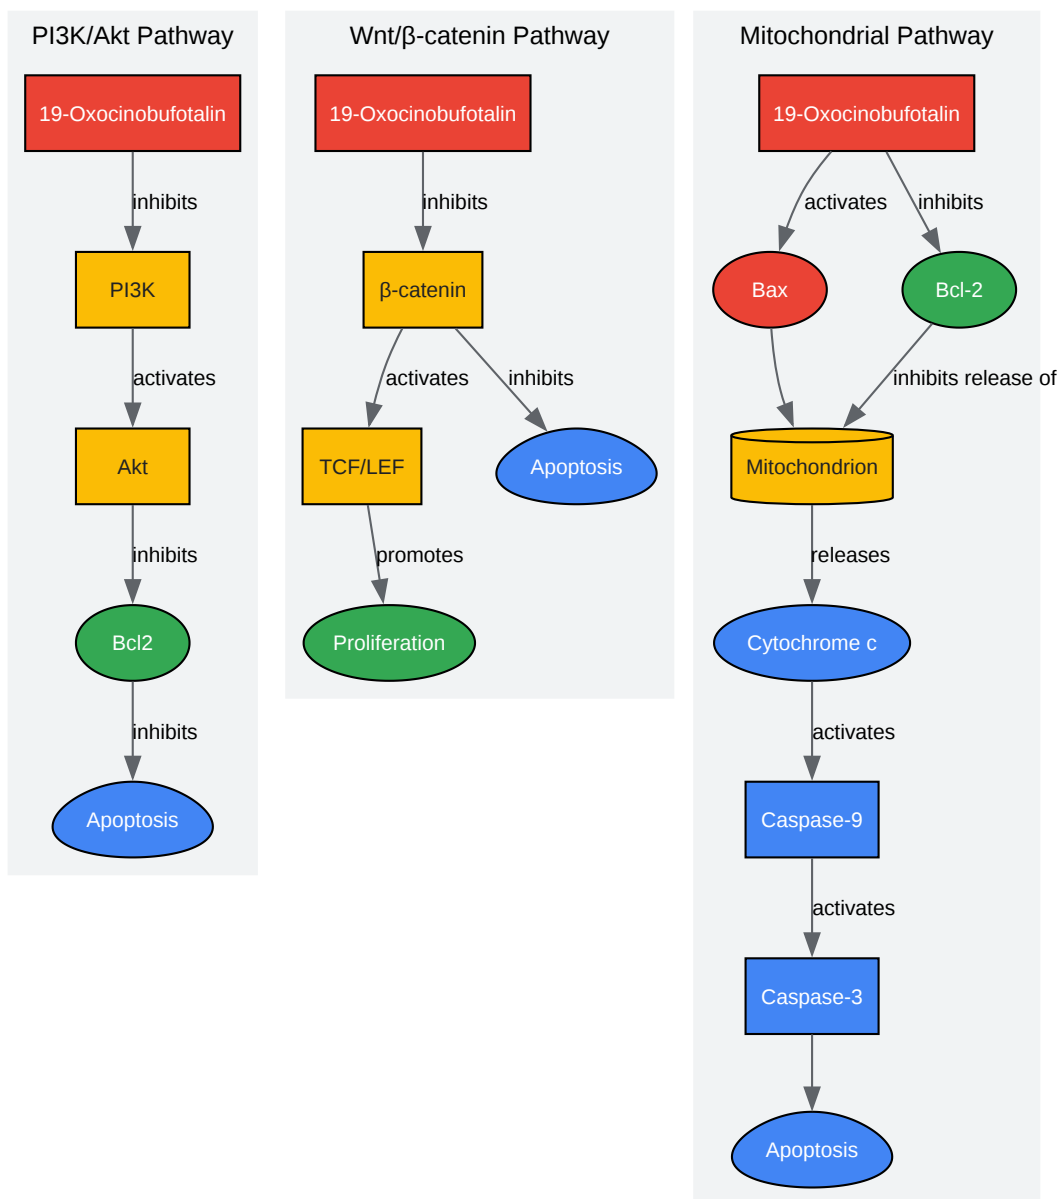 PI3K/Akt Pathway
19-Oxocinobufotalin
inhibits
PI3K
activates
Akt
inhibits
Bcl2
inhibits
Apoptosis
Wnt/β-catenin Pathway
19-Oxocinobufotalin
inhibits
β-catenin
activates
inhibits
TCF/LEF
Apoptosis
promotes
Proliferation
Mitochondrial Pathway
19-Oxocinobufotalin
activates
inhibits
Bax
Bcl-2
inhibits release of
Mitochondrion
releases
Cytochrome c
activates
Caspase-9
activates
Caspase-3
Apoptosis